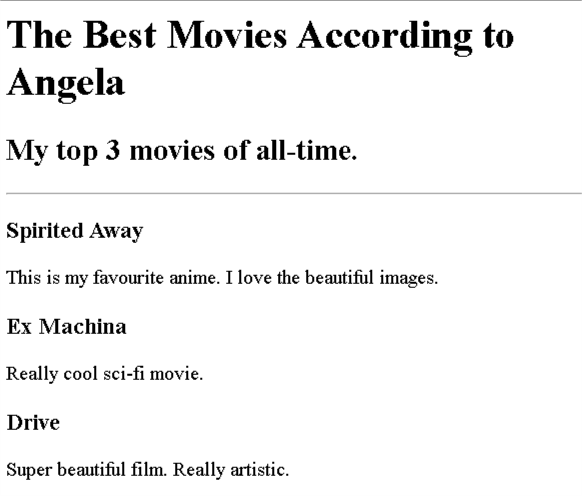 The Best Movies According to
Angela
My top 3 movies of all-time.
Spirited Away
This is my favourite anime. I love the beautiful images.
Ex Machina
Really cool sci-fi movie.
Drive
Super beautiful film. Really artistic.